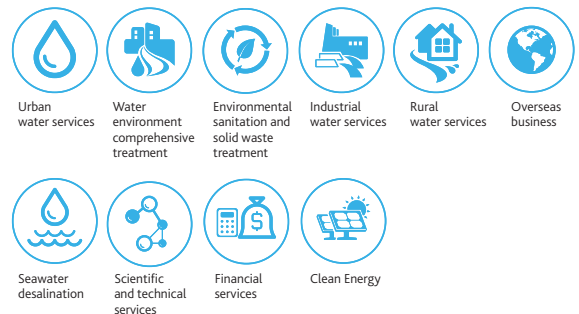 Urban
water services
Water
environment
comprehensive
treatment
Environmental
sanitation and
solid waste
treatment
Industrial
water services
Rural
water services
Overseas
business
Seawater
desalination
Scientific
and technical
services
$
Financial
services
Clean Energy